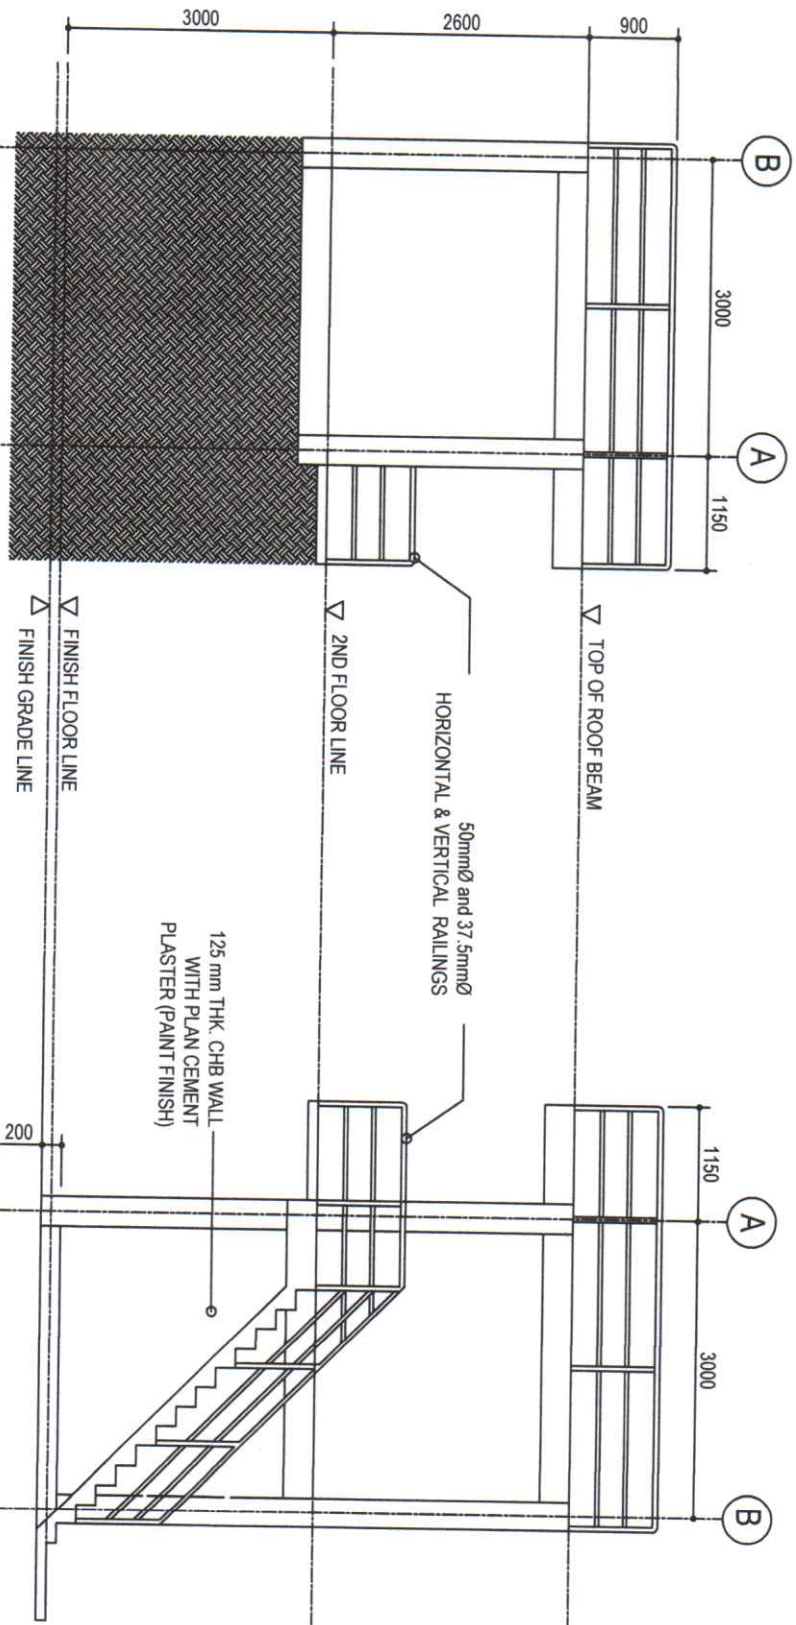 3000
2600
900
B
3000
A
1150
TOP OF ROOF BEAM
2ND FLOOR LINE
FINISH FLOOR LINE
FINISH GRADE LINE
50mmØ and 37.5mmØ
HORIZONTAL & VERTICAL RAILINGS
125 mm THK. CHB WALL
WITH PLAN CEMENT
PLASTER (PAINT FINISH)
200
1150
A
3000
B